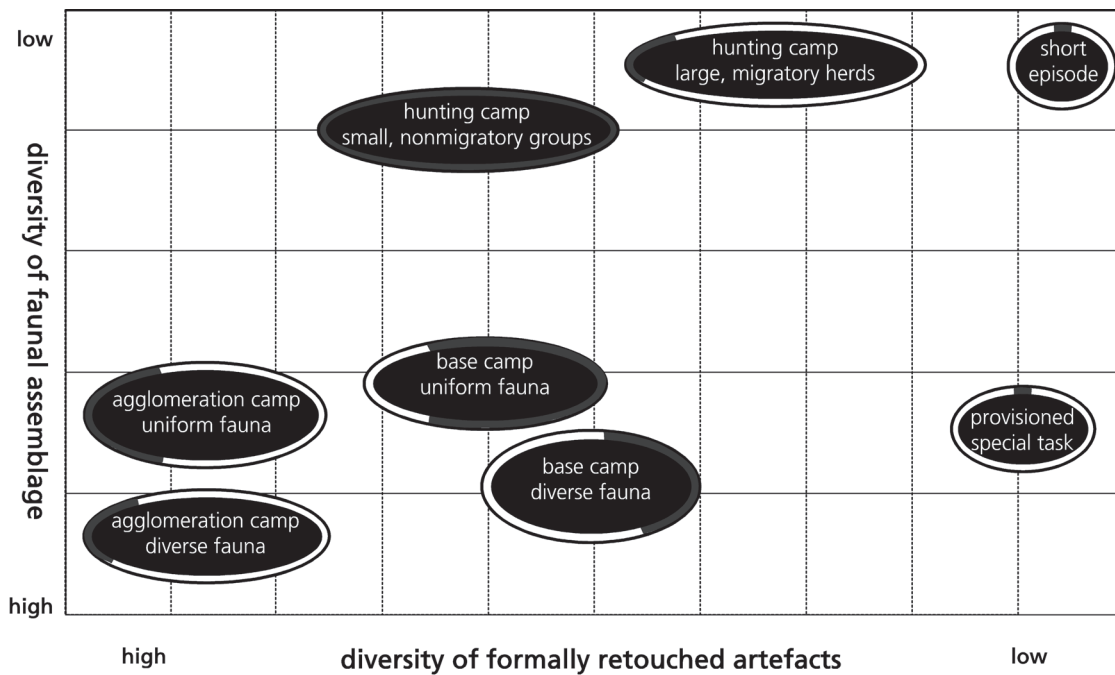 low
hunting camp
large, migratory herds
short
episode
hunting camp
small, nonmigratory groups
diversity of faunal assemblage
base camp
uniform fauna
agglomeration camp
uniform fauna
provisioned
special task
base camp
diverse fauna
agglomeration camp
diverse fauna
high
high
diversity of formally retouched artefacts
low